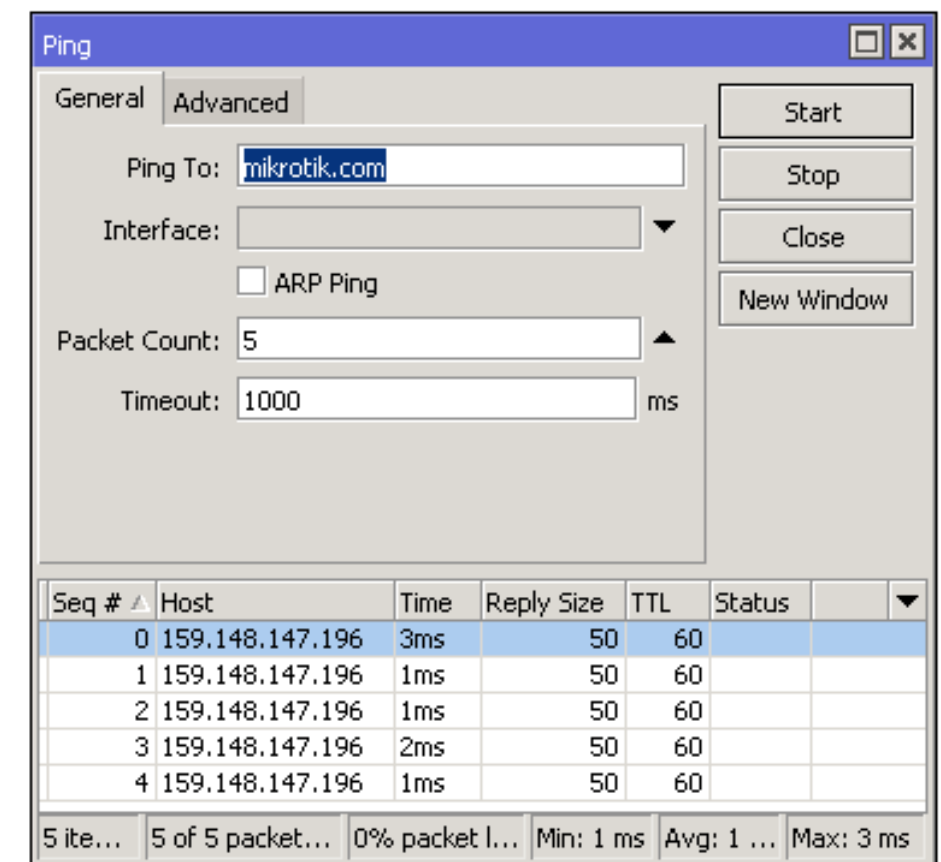 Ping
General Advanced
Start
Ping To: mikrotik.com
Stop
Interface:
Close
ARP Ping
New Window
Packet Count: 5
Timeout: 1000 ms
Seq # Host Time Reply Size TTL Status
0 159.148.147.196 3ms 50 60
1 159.148.147.196 1ms 50 60
2 159.148.147.196 1ms 50 60
3 159.148.147.196 2ms 50 60
4 159.148.147.196 1ms 50 60
5 ite... 5 of 5 packet... 0% packet l... Min: 1 ms Avg: 1 ... Max: 3 ms